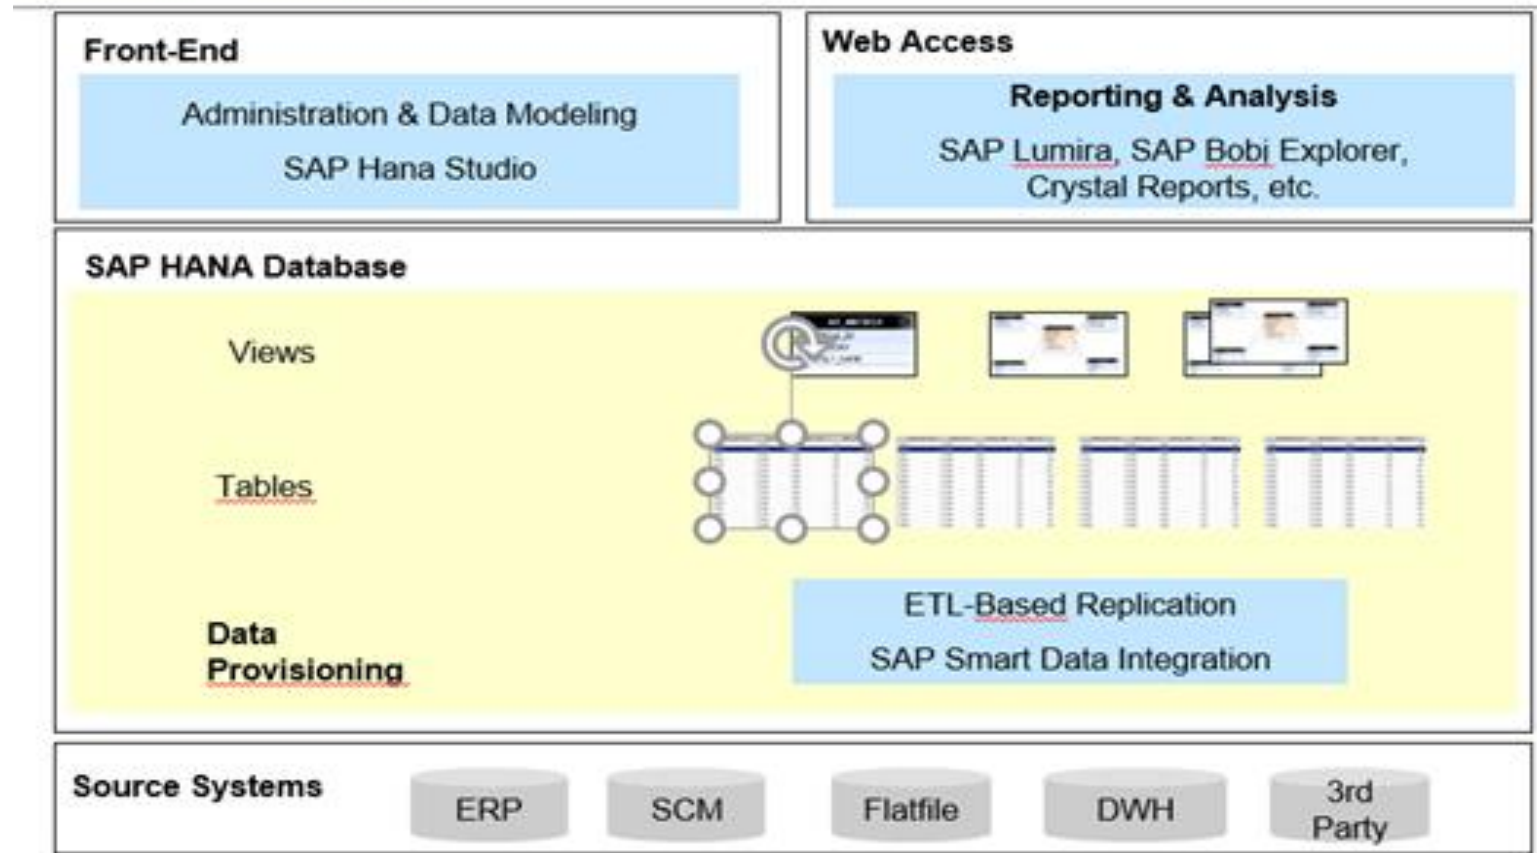 Front-End
Administration & Data Modeling
SAP Hana Studio
Web Access
Reporting & Analysis
SAP Lumira, SAP Bobj Explorer,
Crystal Reports, etc.
SAP HANA Database
Views
Tables
Data
Provisioning
ETL-Based Replication
SAP Smart Data Integration
Source Systems
ERP
SCM
Flatfile
DWH
3rd
Party